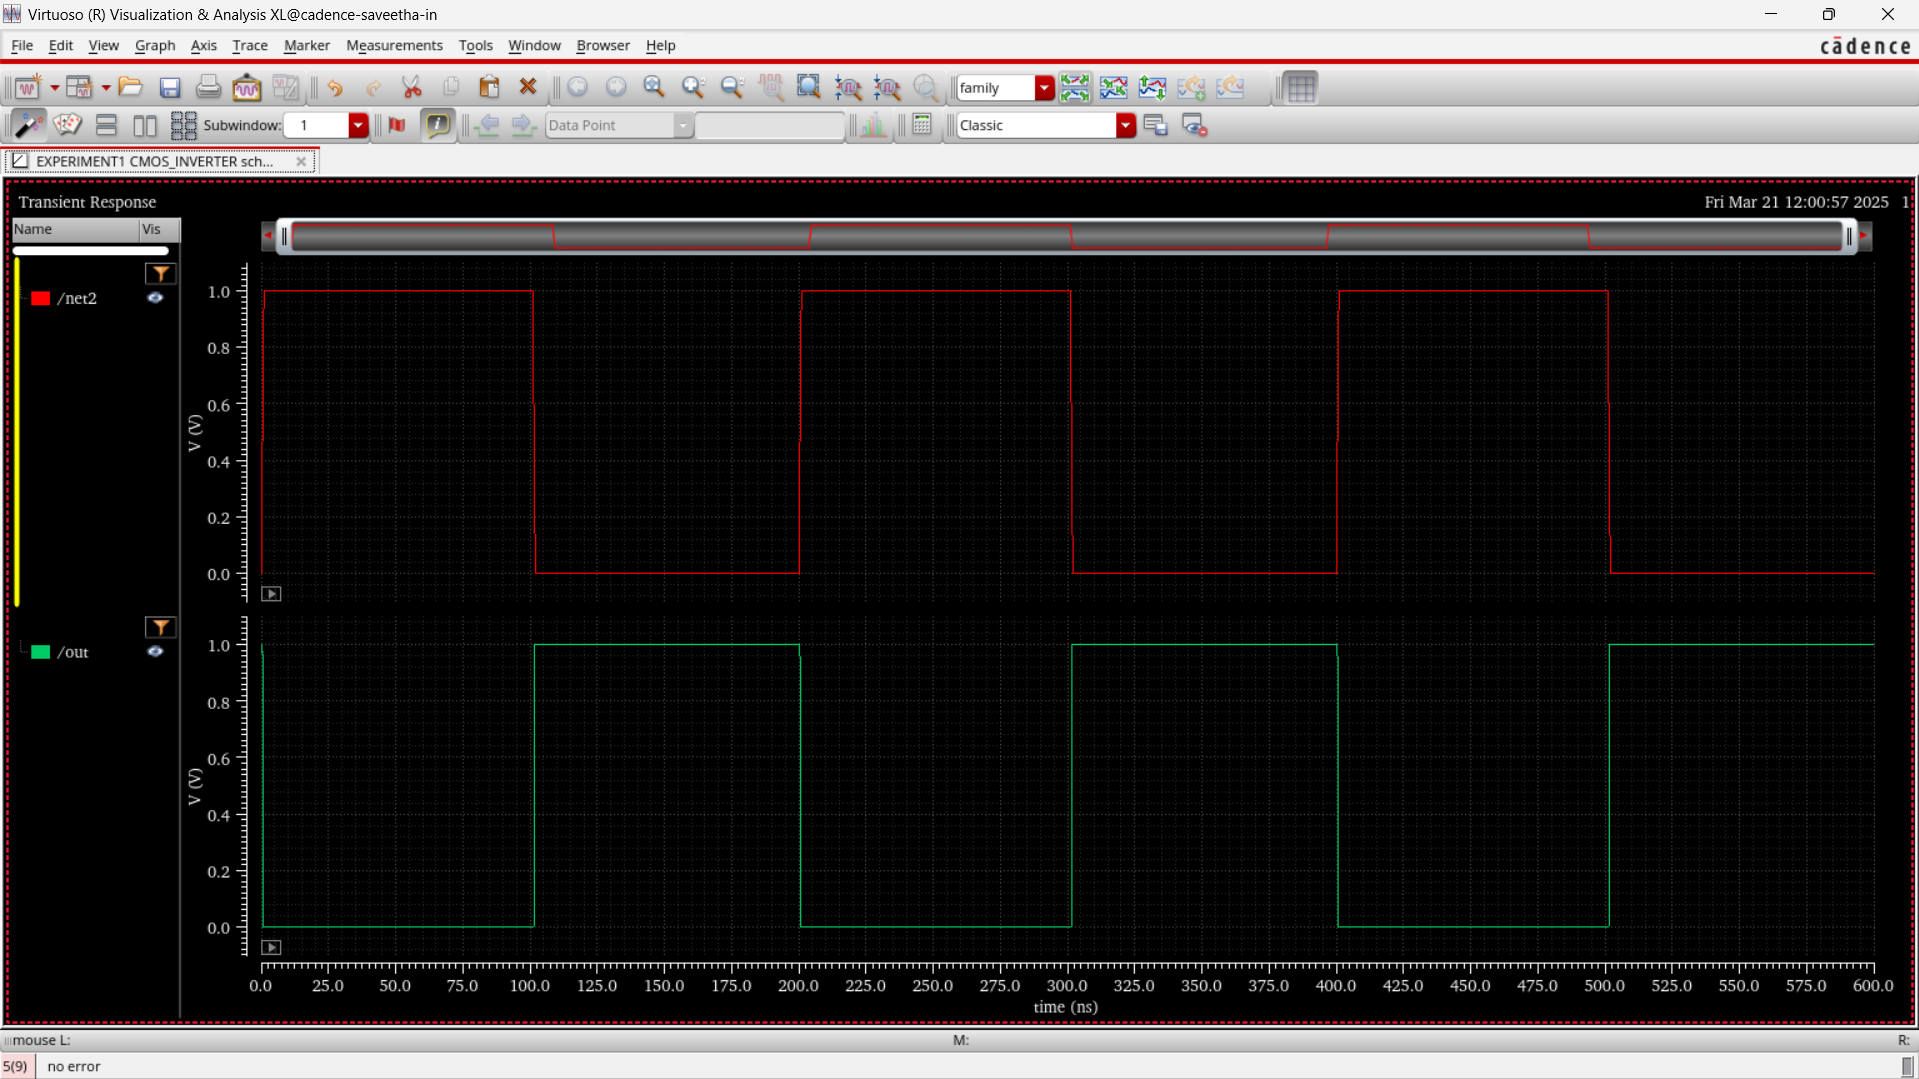 Virtuoso (R) Visualization & Analysis XL@cadence-saveetha-in
File Edit View Graph Axis Trace Marker Measurements Tools Window Browser Help
cādence
family
Subwindow: 1
Data Point
Classic
EXPERIMENT1 CMOS_INVERTER sch...
Transient Response
Fri Mar 21 12:00:57 2025 1
Name Vis
/net2
1.0
0.8
0.6
0.4
0.2
0.0
V (V)
/out
1.0
0.8
0.6
0.4
0.2
0.0
V (V)
0.0 25.0 50.0 75.0 100.0 125.0 150.0 175.0 200.0 225.0 250.0 275.0 300.0 325.0 350.0 375.0 400.0 425.0 450.0 475.0 500.0 525.0 550.0 575.0 600.0
time (ns)
mouse L: M: R:
5(9) no error